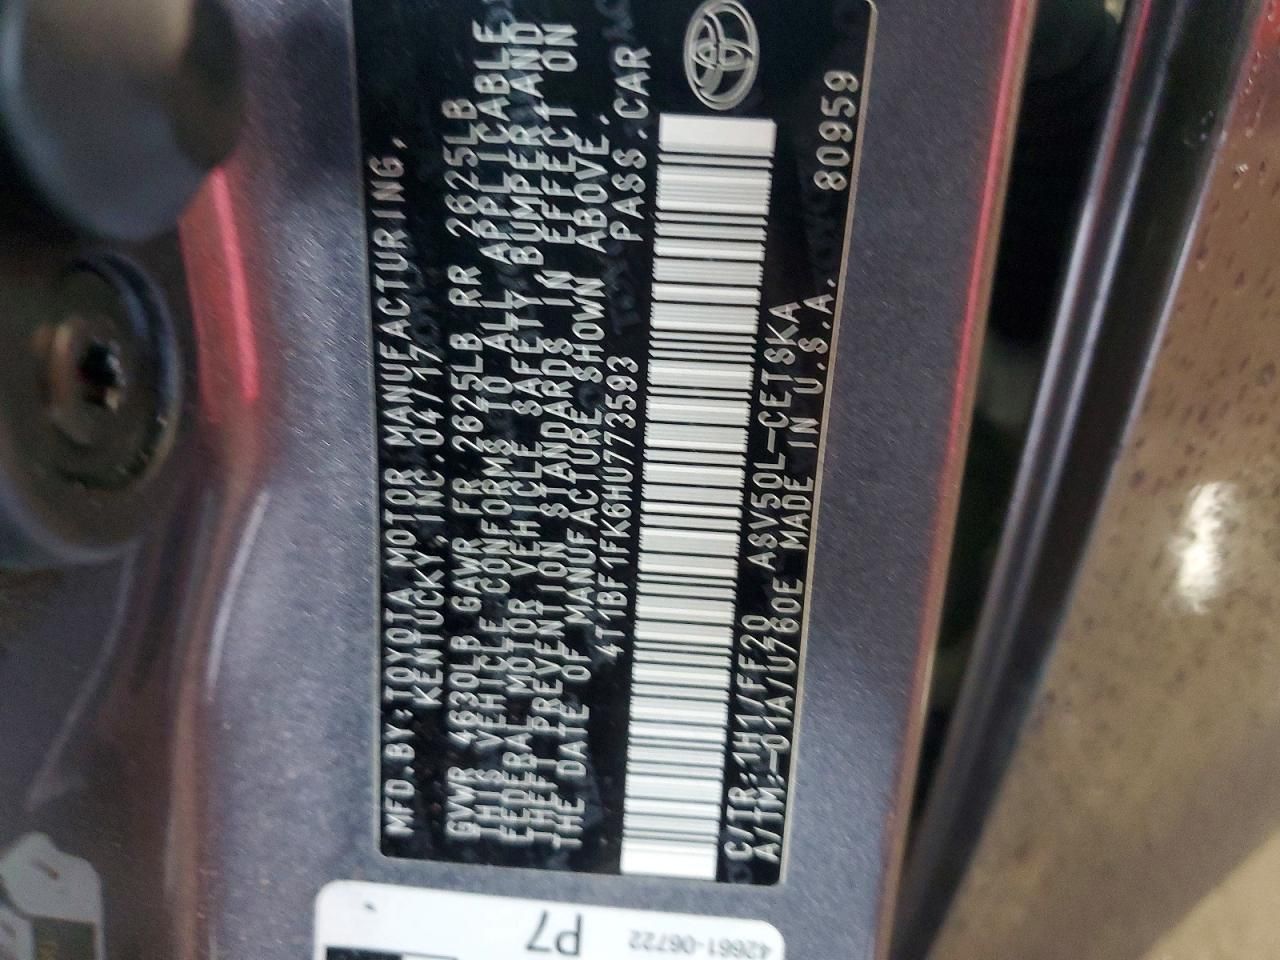 MFD.BY:TOYOTA MOTOR MANUFACTURING,
KENTUCKY,INC.04/17
GVWR 4630LB GAWR FR 2625LB RR 2625LB
THIS VEHICLE CONFORMS TO ALL APPLICABLE
FEDERAL MOTOR VEHICLE SAFETY, BUMPER,AND
THEFT PREVENTION STANDARDS IN EFFECT ON
THE DATE OF MANUFACTURE SHOWN ABOVE.
4T1BF1FK6HU773593 PASS.CAR
C/TR:1H1/FF20 ASV50L-CETSKA
A/TM:-01A/U760E MADE IN U.S.A. 80959
P7
42661-06722